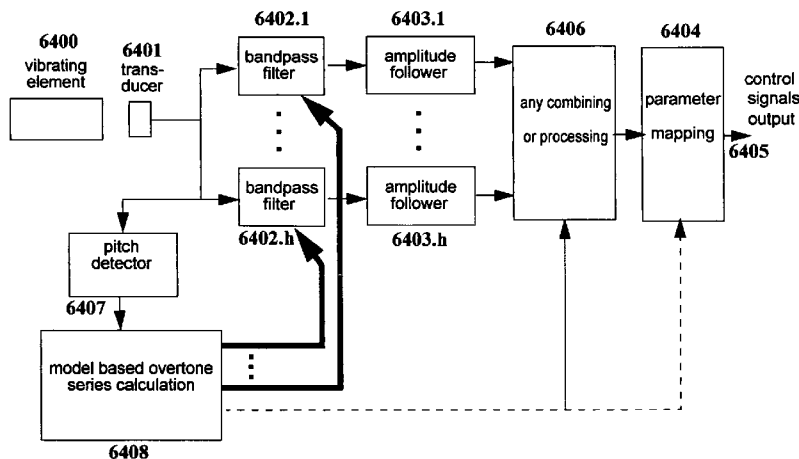 6400
vibrating
element
6401
trans-
ducer
6402.1
bandpass
filter
6403.1
amplitude
follower
6406
any combining
or processing
6404
parameter
mapping
control
signals
output
6405
bandpass
filter
6402.h
amplitude
follower
6403.h
pitch
detector
6407
model based overtone
series calculation
6408